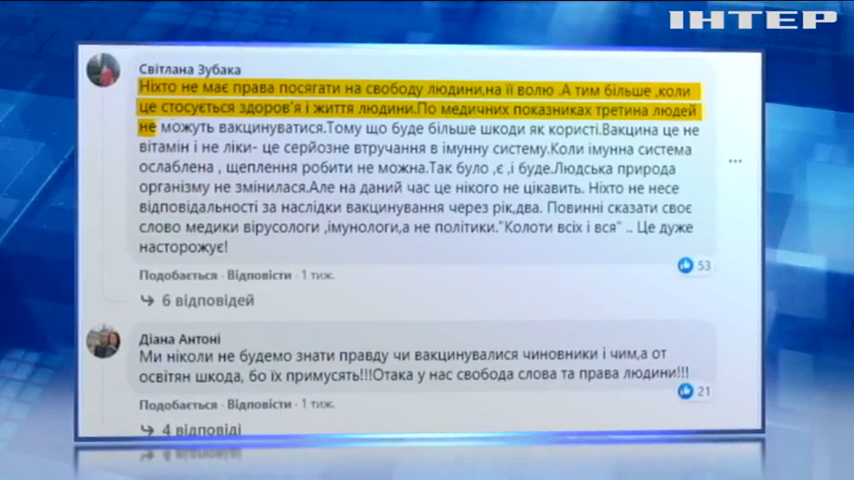 ІНТЕР
Світлана Зубака
Ніхто не має права посягати на свободу людини,на її волю .А тим більше ,коли
це стосується здоров'я і життя людини.По медичних показниках третина людей
не можуть вакцинуватися.Тому що буде більше шкоди як користі.Вакцина це не
вітамін і не ліки- це серйозне втручання в імунну систему.Коли імунна система
ослаблена , щеплення робити не можна.Так було ,є ,і буде.Людська природа
організму не змінилася.Але на даний час це нікого не цікавить. Ніхто не несе
відповідальності за наслідки вакцинування через рік,два. Повинні сказати своє
слово медики вірусологи ,імунологи,а не політики."Колоти всіх і вся" .. Це дуже
насторожує!
53
Подобається · Відповісти · 1 тиж.
6 відповідей
Діана Антоні
Ми ніколи не будемо знати правду чи вакцинувалися чиновники і чим,а от
освітян шкода, бо їх примусять!!!Отака у нас свобода слова та права людини!!!
21
Подобається · Відповісти · 1 тиж.
4 відповіді